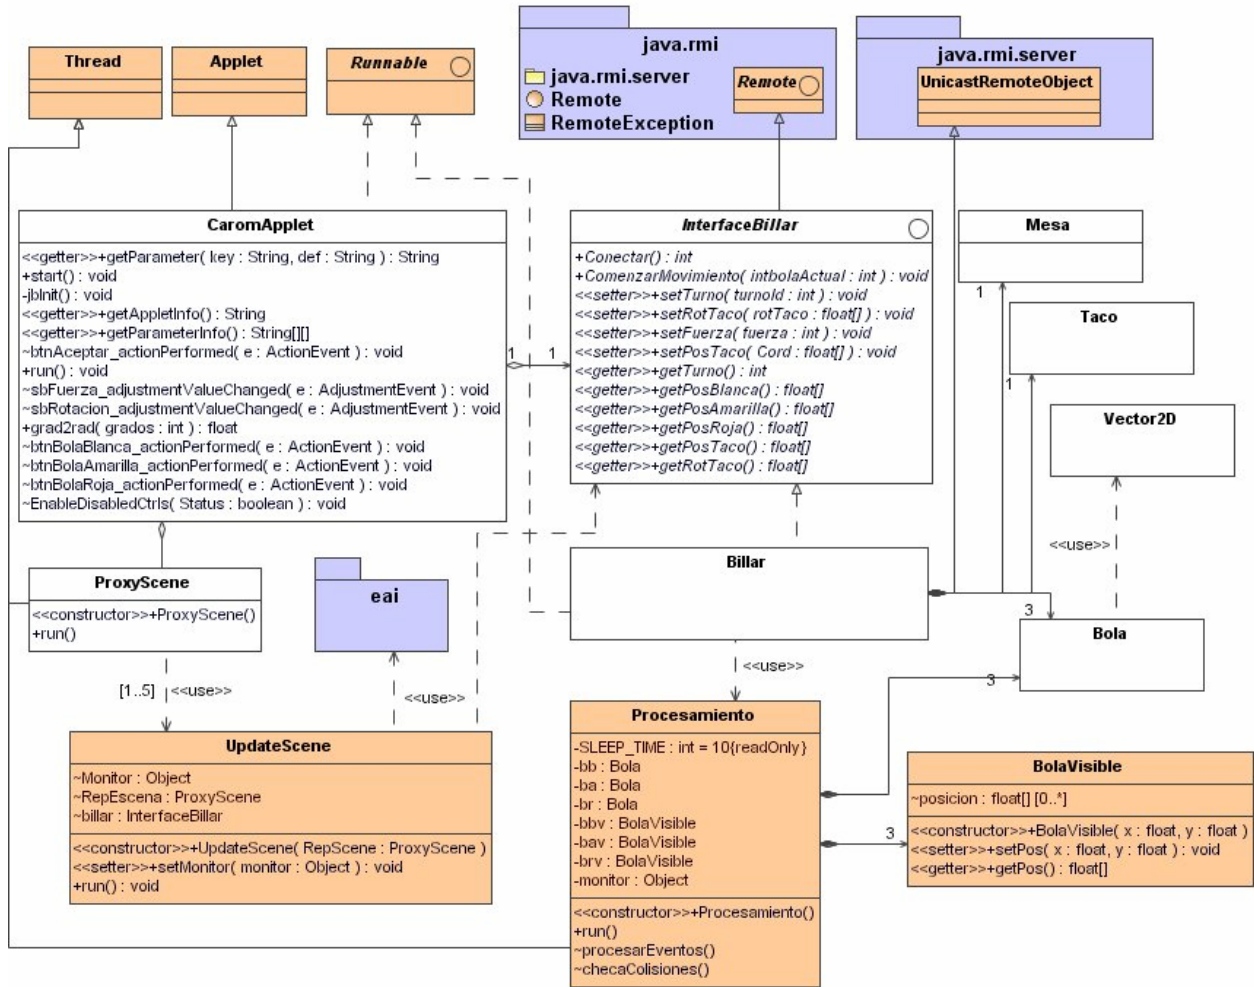 java.rmi
java.rmi.server
Remote
RemoteException
Remote
java.rmi.server
UnicastRemoteObject
Thread
Applet
Runnable
CaromApplet
<<getter>>+getParameter( key : String, def : String ) : String
+start() : void
-jbInit() : void
<<getter>>+getAppletInfo() : String
<<getter>>+getParameterInfo() : String[][]
~btnAceptar_actionPerformed( e : ActionEvent ) : void
+run() : void
~sbFuerza_adjustmentValueChanged( e : AdjustmentEvent ) : void
~sbRotacion_adjustmentValueChanged( e : AdjustmentEvent ) : void
+grad2rad( grados : int ) : float
~btnBolaBlanca_actionPerformed( e : ActionEvent ) : void
~btnBolaAmarilla_actionPerformed( e : ActionEvent ) : void
~btnBolaRoja_actionPerformed( e : ActionEvent ) : void
~EnableDisabledCtrls( Status : boolean ) : void
1
1
InterfaceBillar
+Conectar() : int
+ComenzarMovimiento( intbolaActual : int ) : void
<<setter>>+setTurno( turnoId : int ) : void
<<setter>>+setRotTaco( rotTaco : float[] ) : void
<<setter>>+setFuerza( fuerza : int ) : void
<<setter>>+setPosTaco( Cord : float[] ) : void
<<getter>>+getTurno() : int
<<getter>>+getPosBlanca() : float[]
<<getter>>+getPosAmarilla() : float[]
<<getter>>+getPosRoja() : float[]
<<getter>>+getPosTaco() : float[]
<<getter>>+getRotTaco() : float[]
Mesa
1
Taco
1
Vector2D
<<use>>
ProxyScene
<<constructor>>+ProxyScene()
+run()
eai
Billar
3
Bola
[1..5]
<<use>>
<<use>>
<<use>>
3
UpdateScene
~Monitor : Object
~RepEscena : ProxyScene
~billar : InterfaceBillar
<<constructor>>+UpdateScene( RepScene : ProxyScene )
<<setter>>+setMonitor( monitor : Object ) : void
+run() : void
Procesamiento
-SLEEP_TIME : int = 10{readOnly}
-bb : Bola
-ba : Bola
-br : Bola
-bbv : BolaVisible
-bav : BolaVisible
-brv : BolaVisible
-monitor : Object
<<constructor>>+Procesamiento()
+run()
~procesarEventos()
~checaColisiones()
3
BolaVisible
~posicion : float[] [0..*]
<<constructor>>+BolaVisible( x : float, y : float )
<<setter>>+setPos( x : float, y : float ) : void
<<getter>>+getPos() : float[]